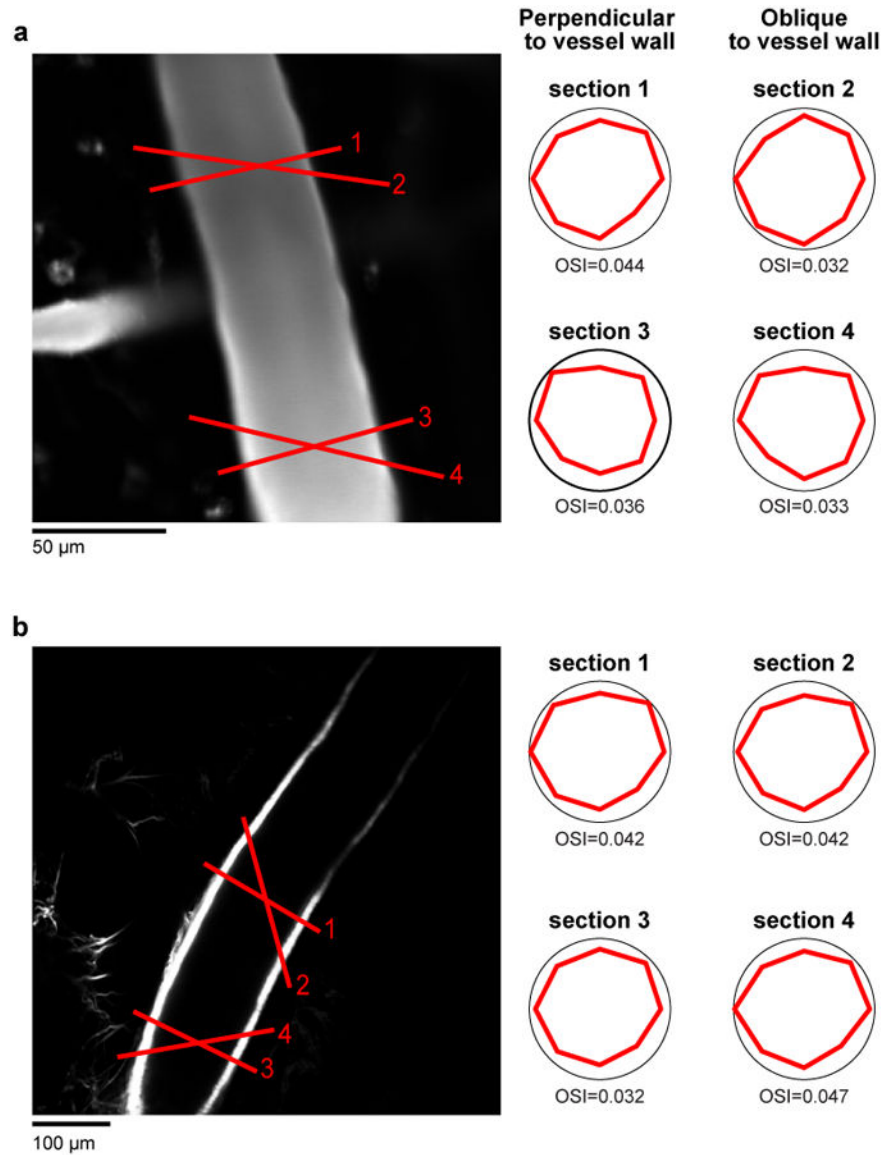 a
Perpendicular
to vessel wall
Oblique
to vessel wall
section 1
section 2
1
2
OSI=0.044
OSI=0.032
section 3
section 4
3
4
OSI=0.036
OSI=0.033
50 µm
b
section 1
section 2
1
2
OSI=0.042
OSI=0.042
section 3
section 4
4
3
OSI=0.032
OSI=0.047
100 µm